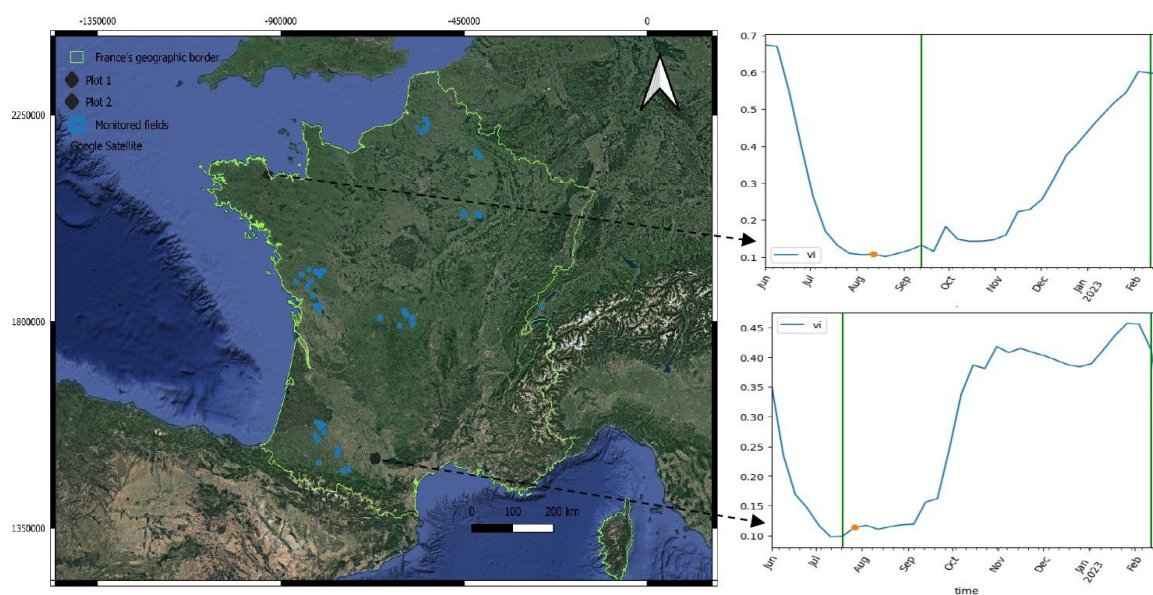 -1350000 -900000 -450000 0
France's geographic border
Plot 1
Plot 2
Monitored fields
Google Satellite
2250000
1800000
1350000
0 100 200 km
0.7
0.6
0.5
0.4
0.3
0.2
0.1
vi
Jun Jul Aug Sep Oct Nov Dec Jan 2023 Feb
vi
0.45
0.40
0.35
0.30
0.25
0.20
0.15
0.10
Jun Jul Aug Sep Oct Nov Dec Jan 2023 Feb
time